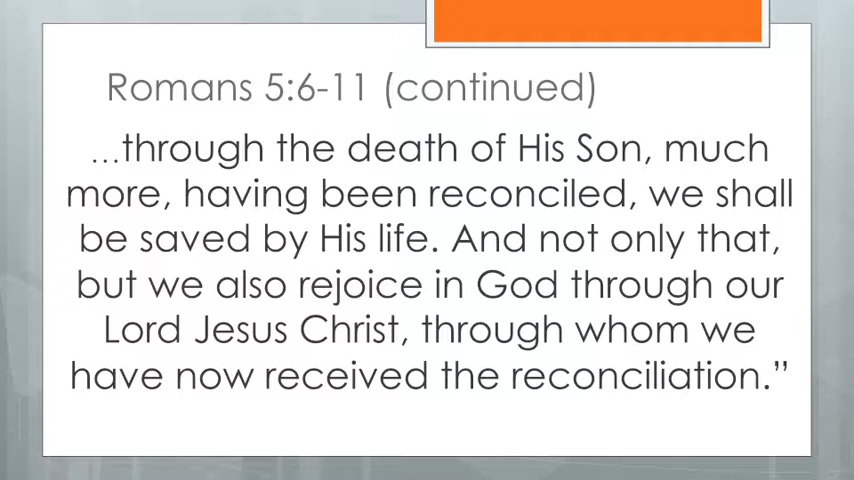 Romans 5:6-11 (continued)
...through the death of His Son, much
more, having been reconciled, we shall
be saved by His life. And not only that,
but we also rejoice in God through our
Lord Jesus Christ, through whom we
have now received the reconciliation.”